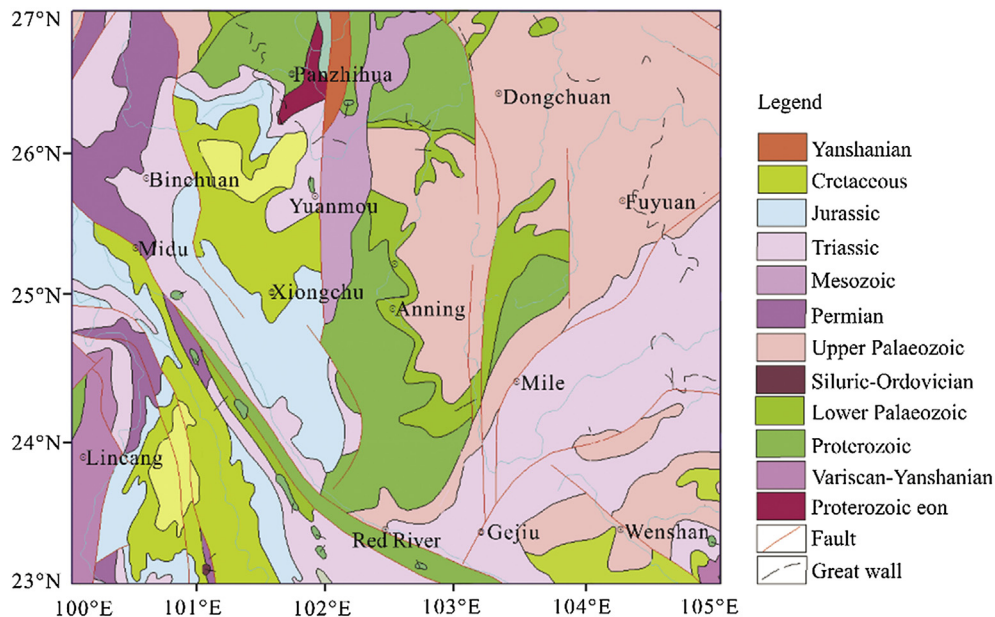 27°N
26°N
25°N
24°N
23°N
100°E
101°E
102°E
103°E
104°E
105°E
Panzhihua
Dongchuan
Binchuan
Yuanmou
Fuyuan
Midu
Xiongchu
Anning
Mile
Lincang
Red River
Gejiu
Wenshan
Legend
Yanshanian
Cretaceous
Jurassic
Triassic
Mesozoic
Permian
Upper Palaeozoic
Siluric-Ordovician
Lower Palaeozoic
Proterozoic
Variscan-Yanshanian
Proterozoic eon
Fault
Great wall